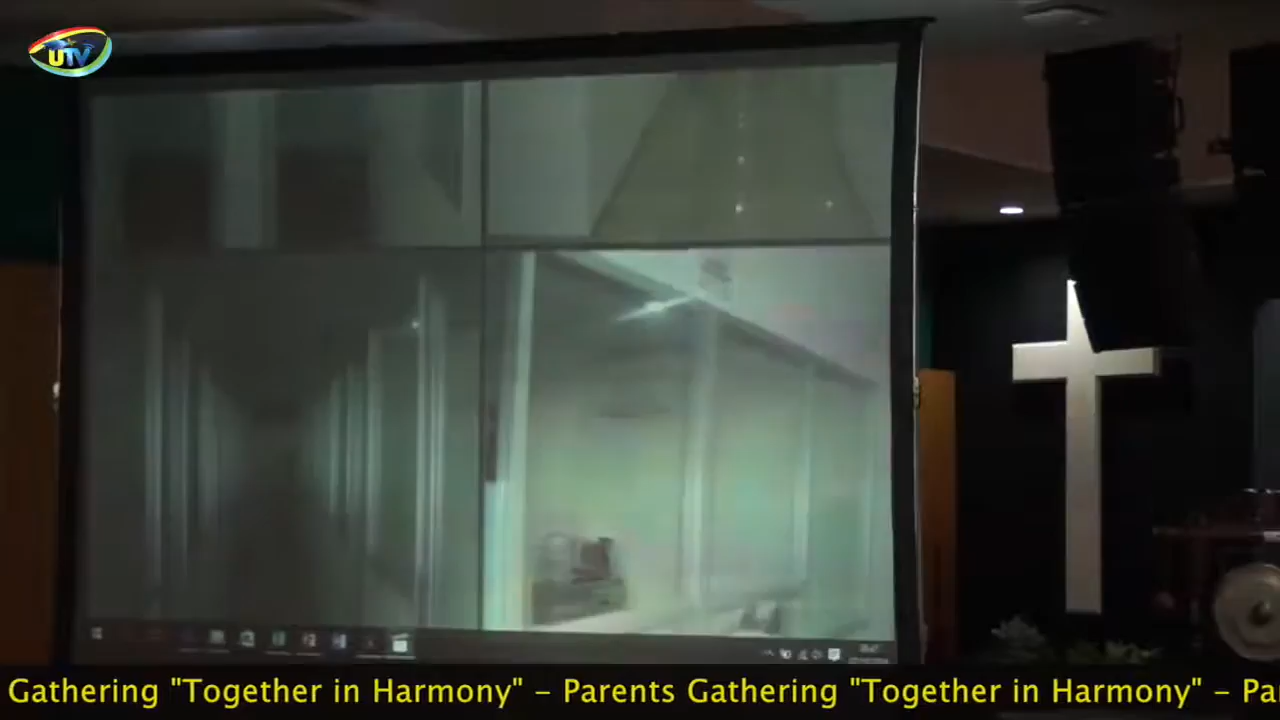 UTV
Gathering "Together in Harmony" - Parents Gathering "Together in Harmony" - Pa